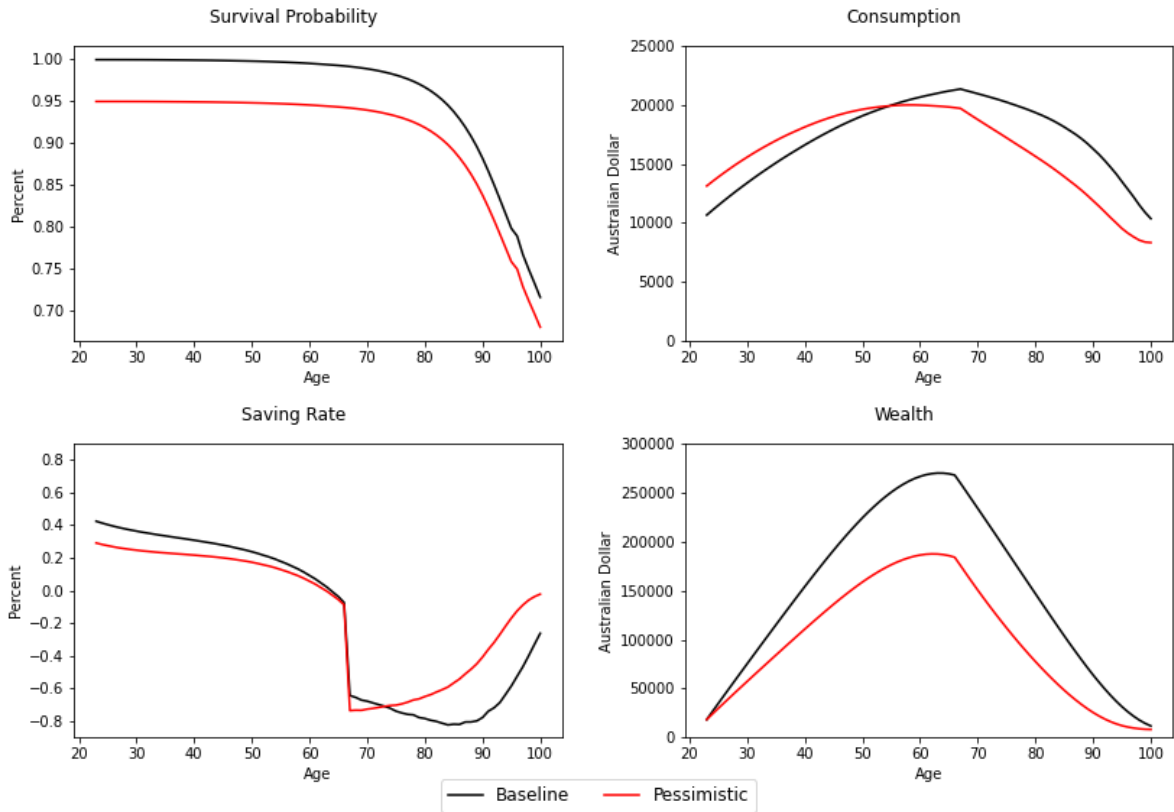 Survival Probability
Percent
1.00
0.95
0.90
0.85
0.80
0.75
0.70
20 30 40 50 60 70 80 90 100
Age
Consumption
Australian Dollar
25000
20000
15000
10000
5000
0
20 30 40 50 60 70 80 90 100
Age
Saving Rate
Percent
0.8
0.6
0.4
0.2
0.0
−0.2
−0.4
−0.6
−0.8
20 30 40 50 60 70 80 90 100
Age
Wealth
Australian Dollar
300000
250000
200000
150000
100000
50000
0
20 30 40 50 60 70 80 90 100
Age
Baseline Pessimistic